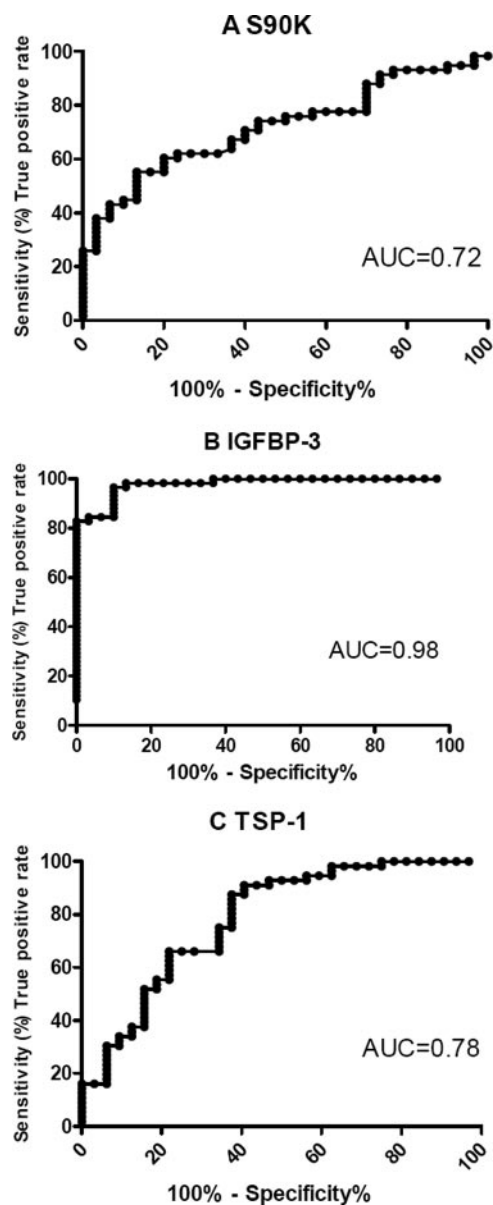 A S90K
Sensitivity (%) True positive rate
100
80
60
40
20
0
AUC=0.72
0 20 40 60 80 100
100% - Specificity%
B IGFBP-3
Sensitivity (%) True positive rate
100
80
60
40
20
0
AUC=0.98
0 20 40 60 80 100
100% - Specificity%
C TSP-1
Sensitivity (%) True positive rate
100
80
60
40
20
0
AUC=0.78
0 20 40 60 80 100
100% - Specificity%